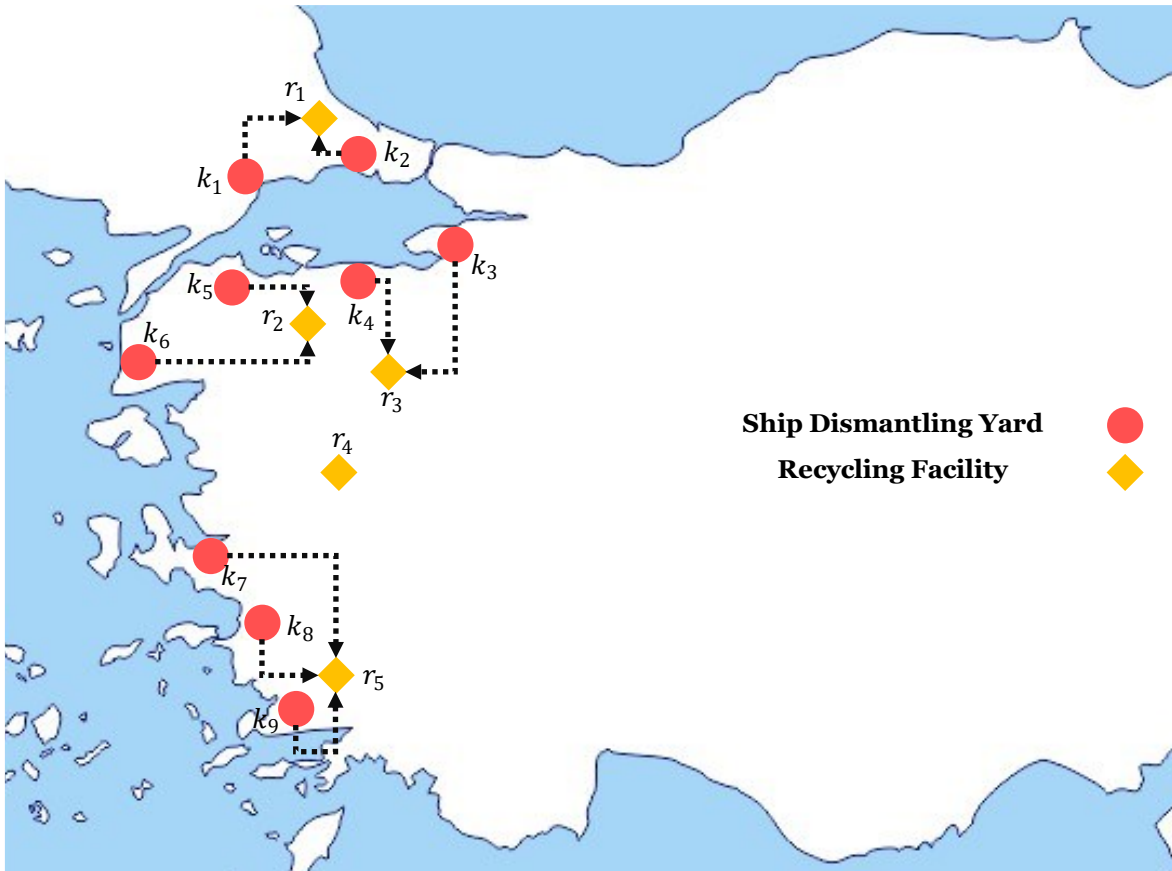 r₁
k₂
k₁
k₃
k₅
k₄
r₂
k₆
r₃
Ship Dismantling Yard
r₄
Recycling Facility
k₇
k₈
r₅
k₉